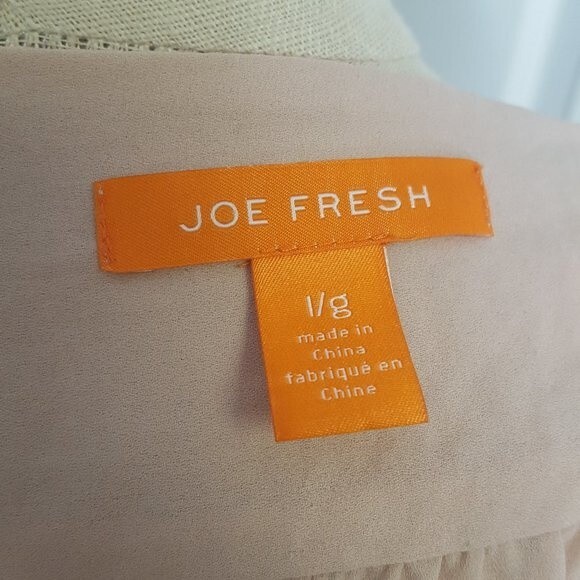 JOE FRESH
l/g
made in
China
fabriqué en
Chine